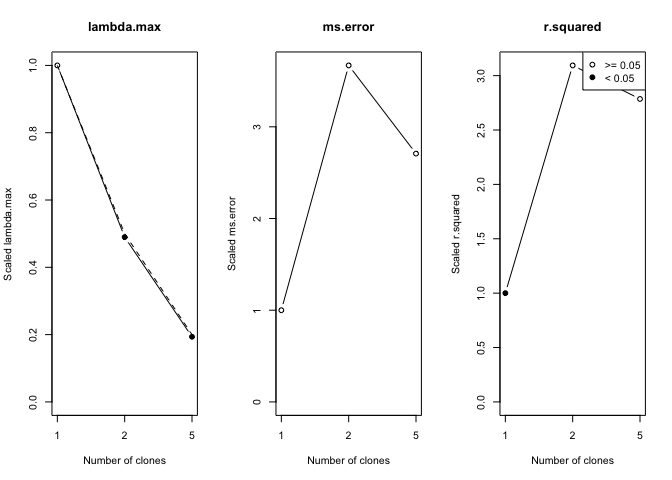 lambda.max
Scaled lambda.max
0.0
0.2
0.4
0.6
0.8
1.0
1 2 5
Number of clones
ms.error
Scaled ms.error
0
1
2
3
1 2 5
Number of clones
r.squared
>= 0.05
< 0.05
Scaled r.squared
0.0
0.5
1.0
1.5
2.0
2.5
3.0
1 2 5
Number of clones